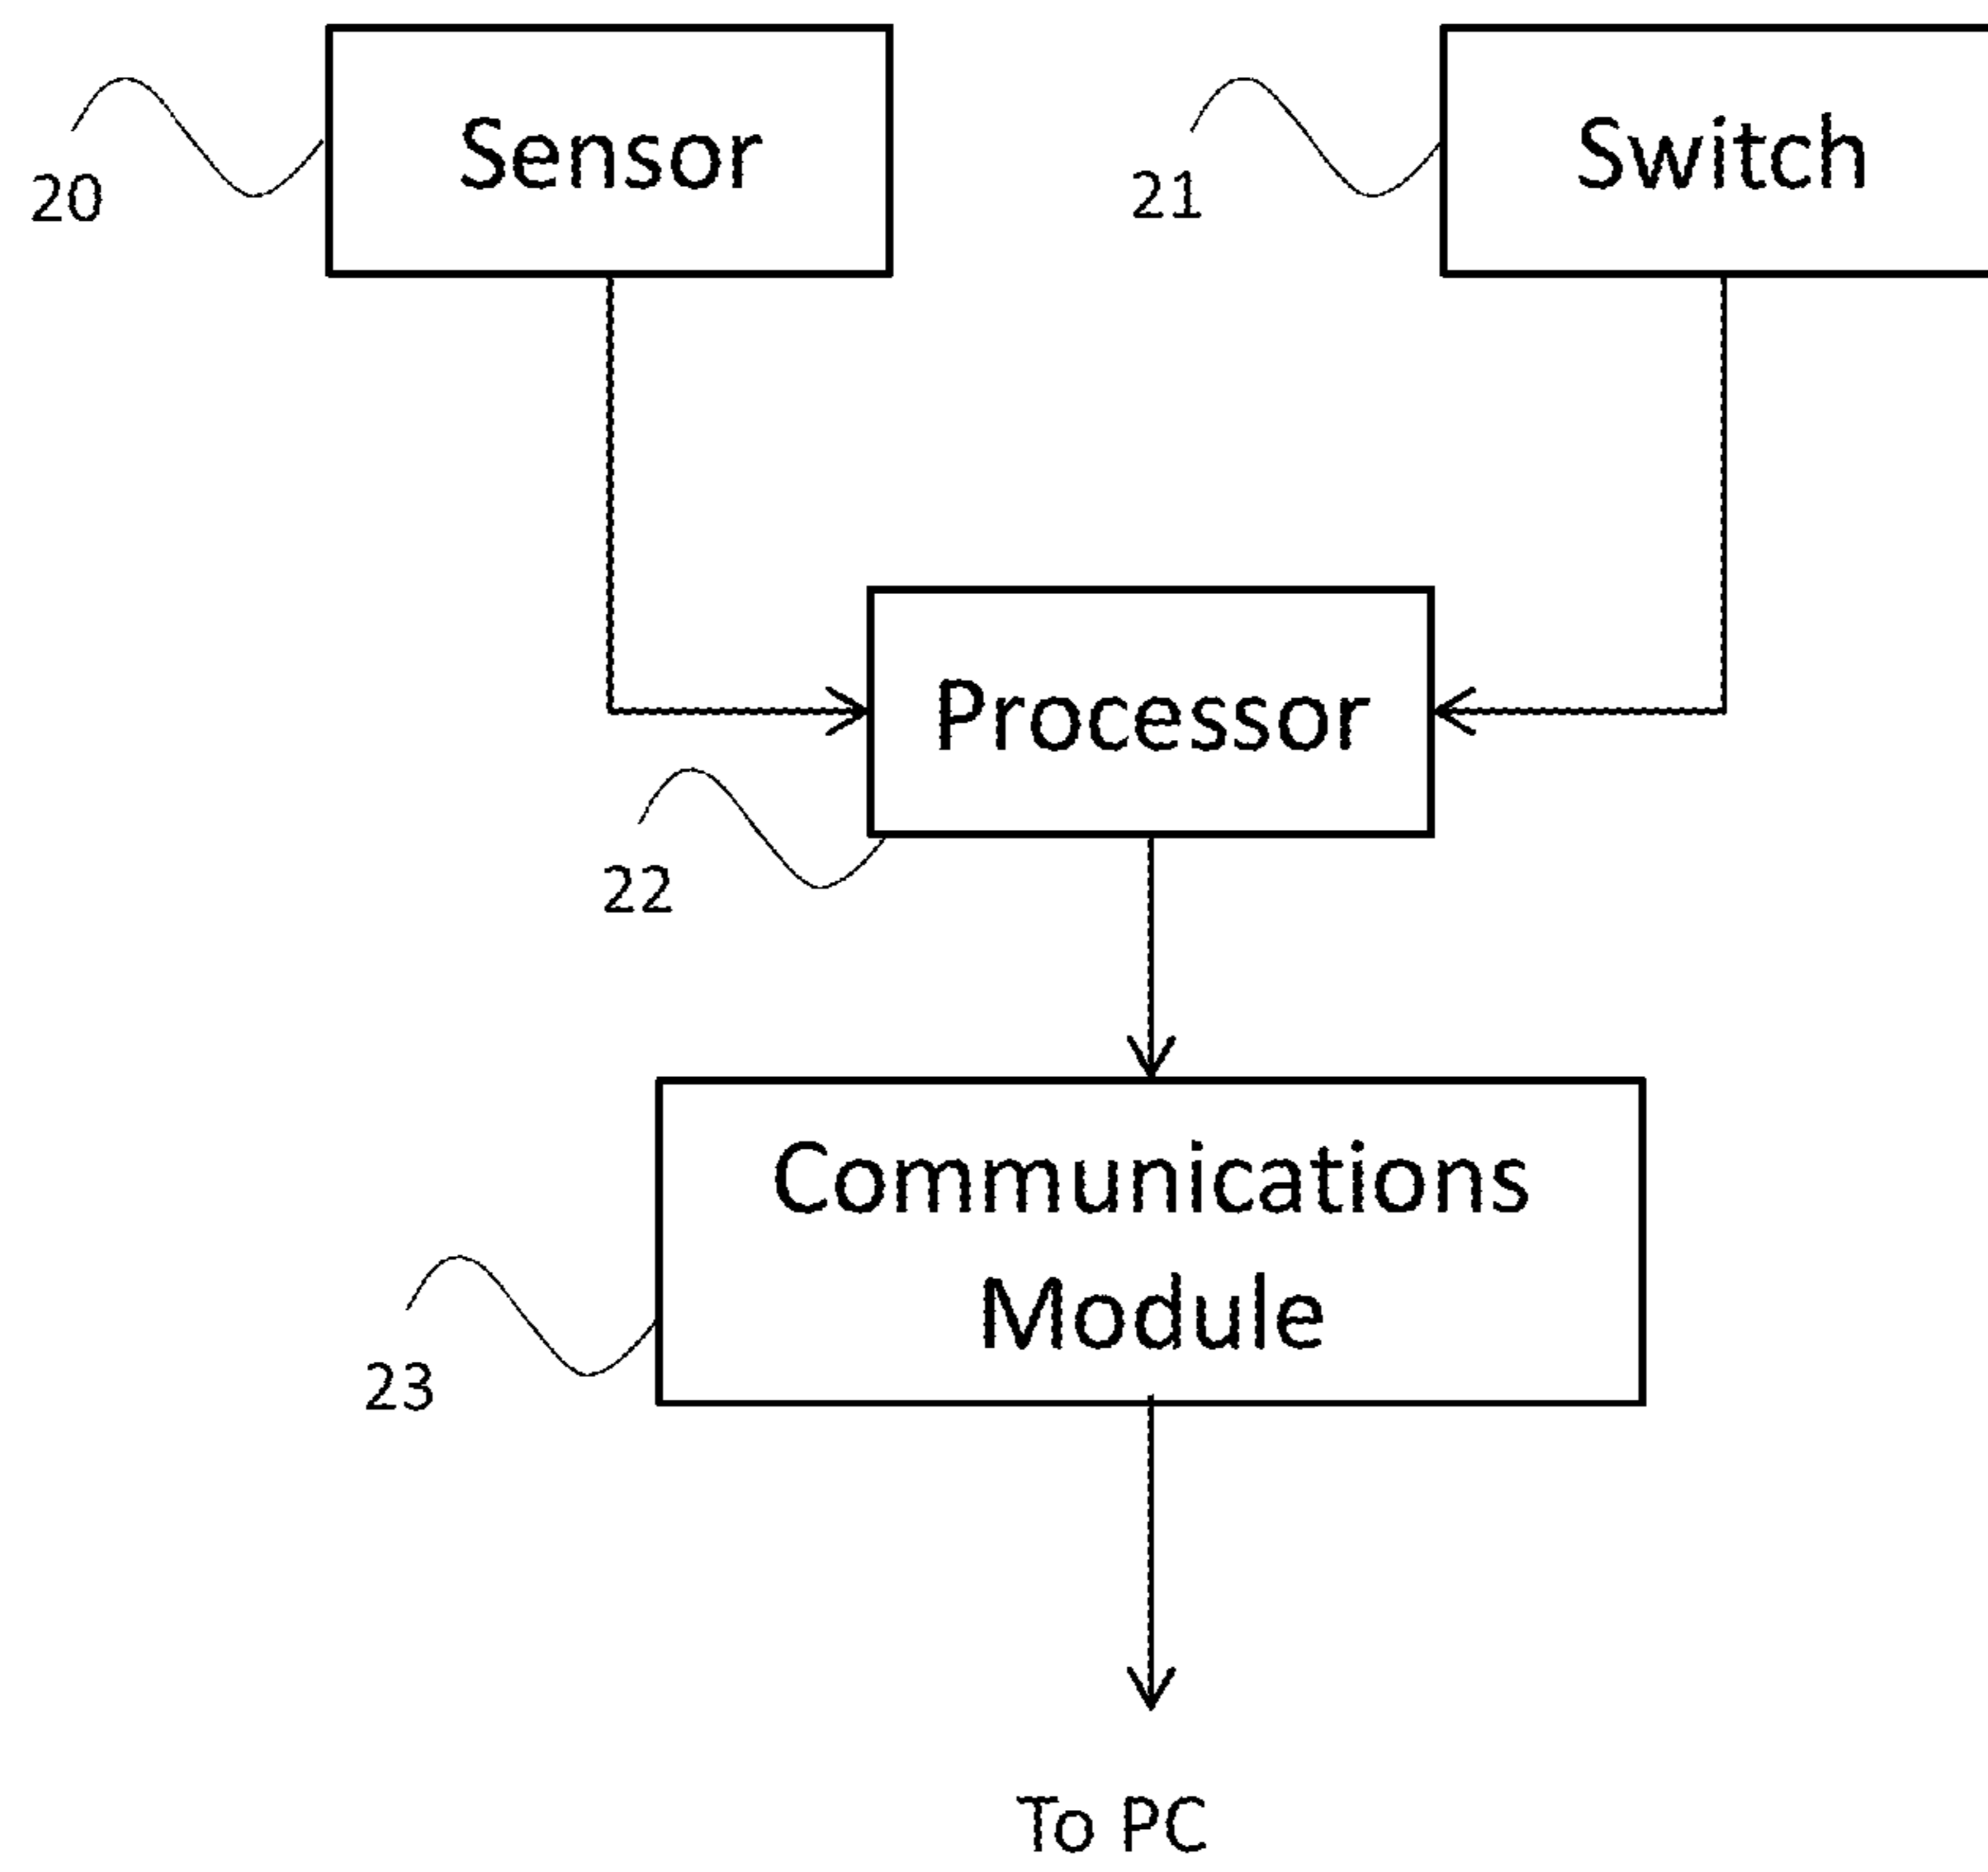 Sensor
Switch
20
21
Processor
22
Communications
Module
23
To PC